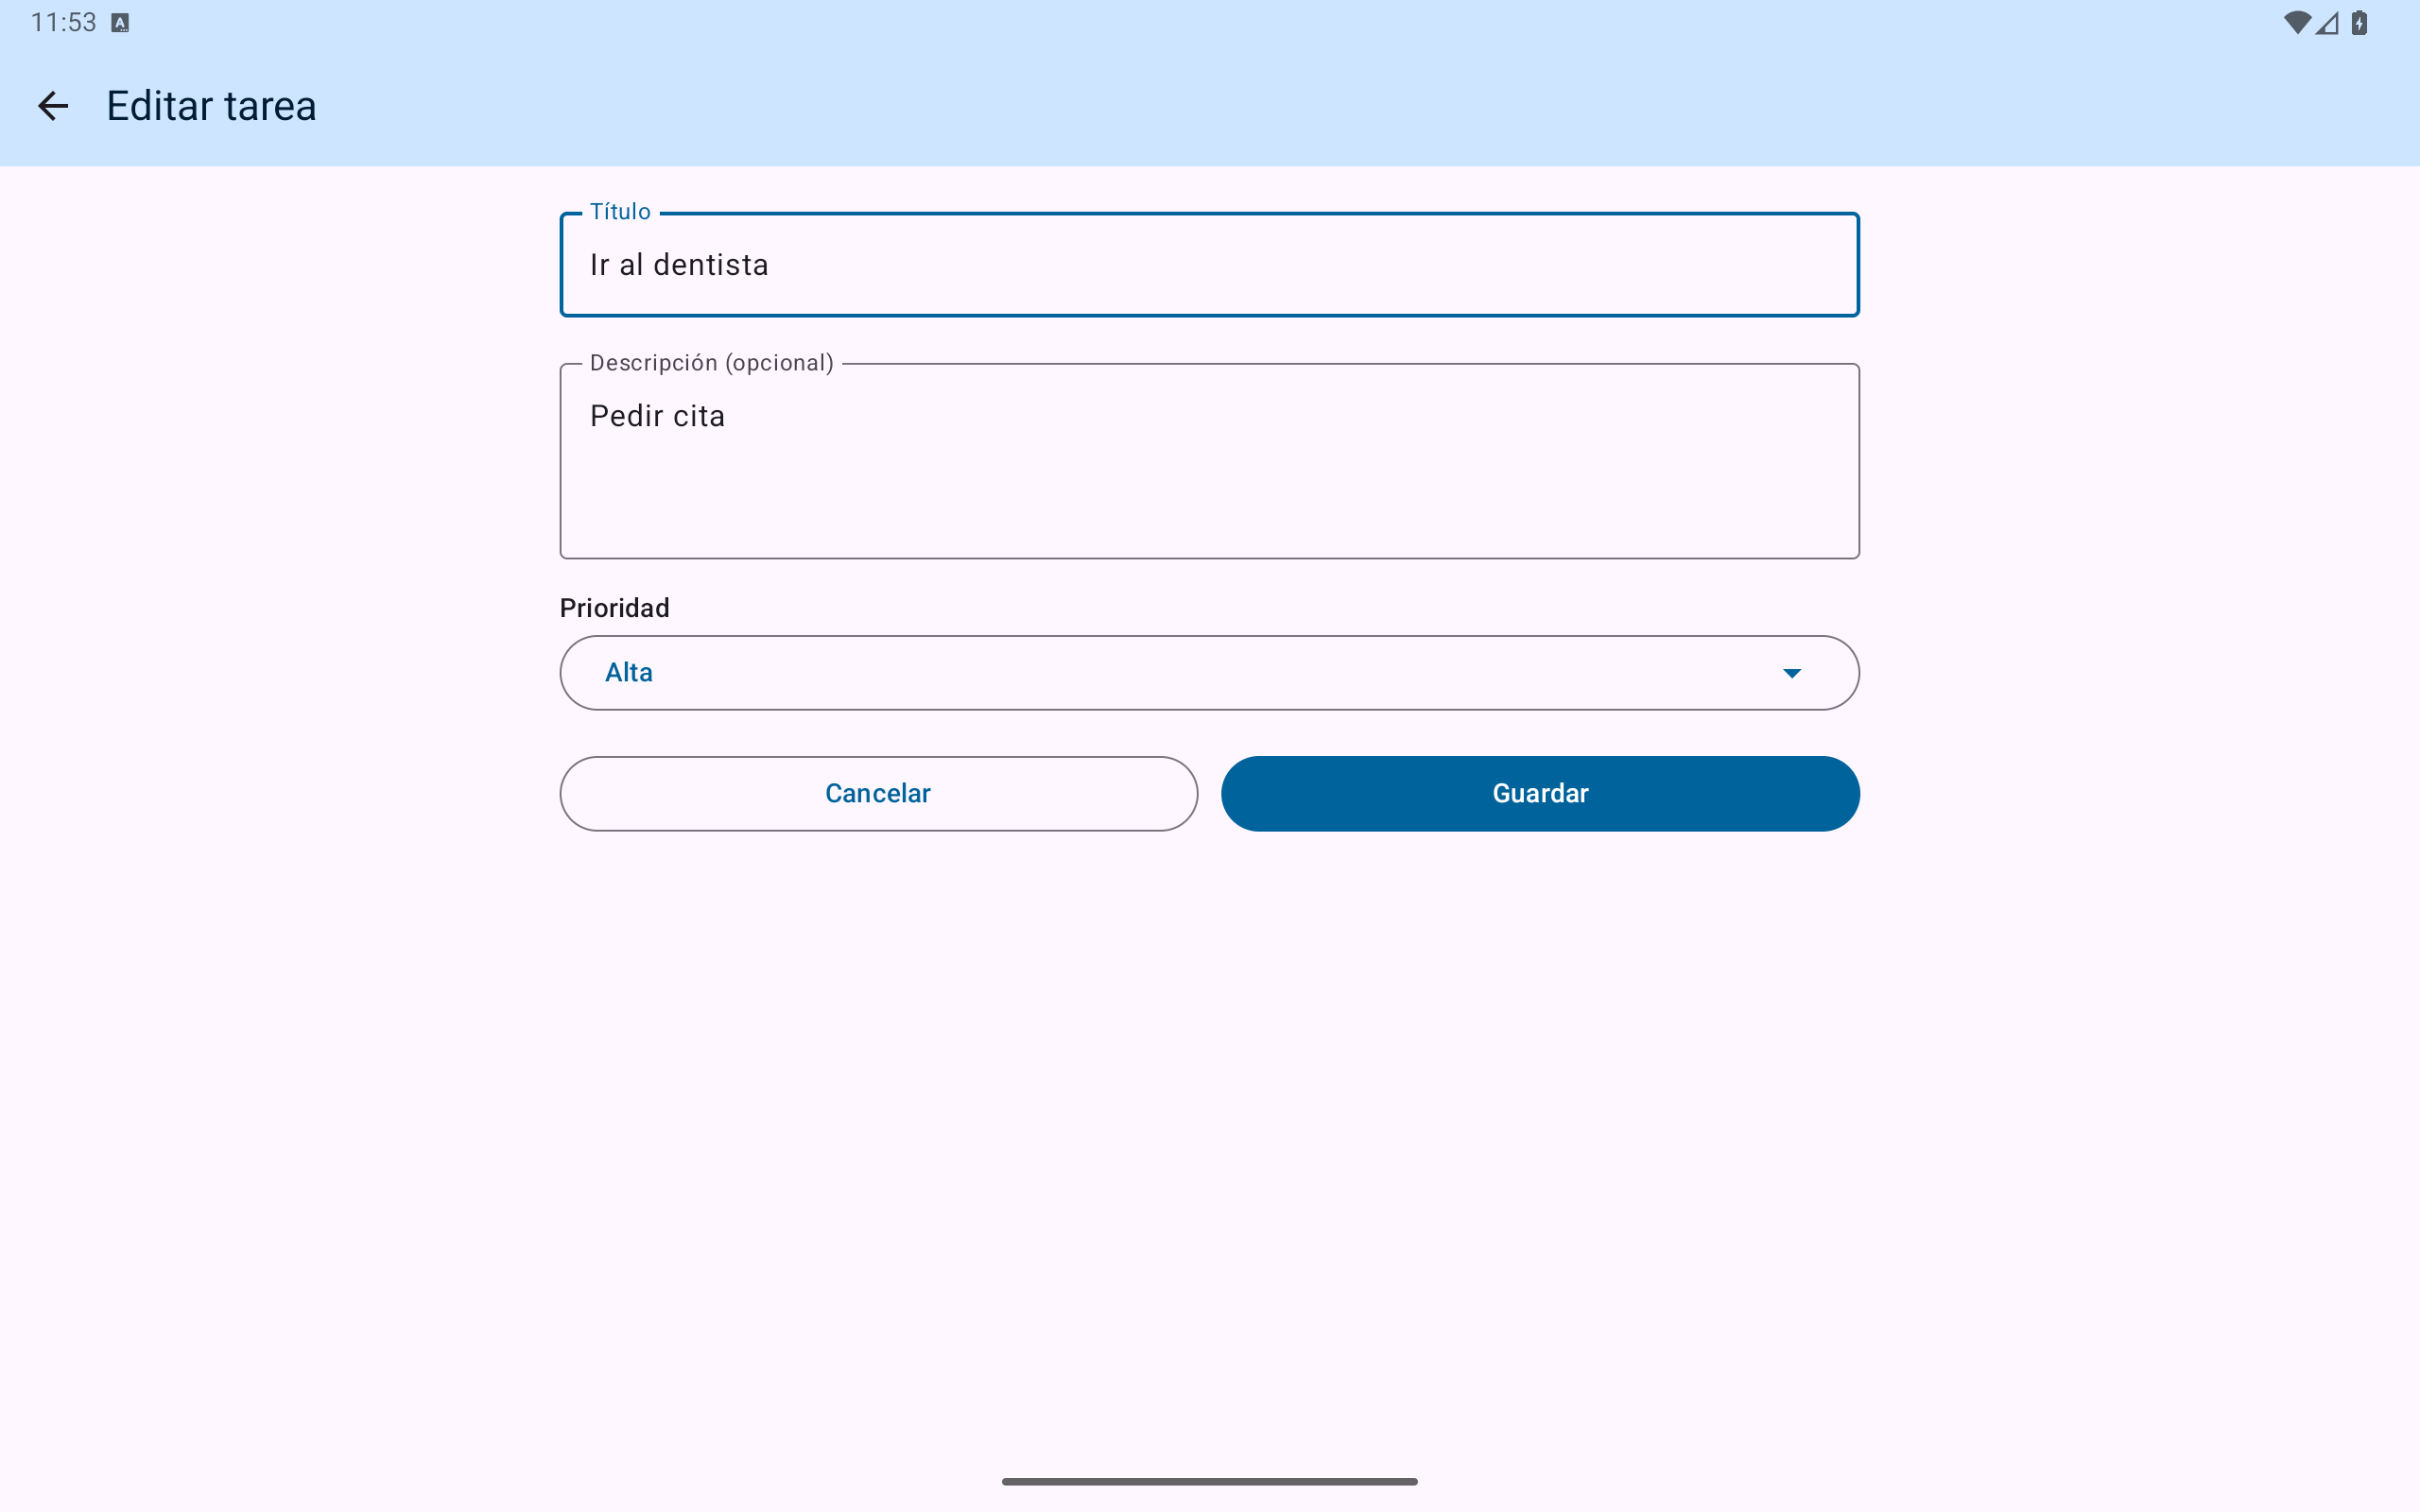 11:53
Editar tarea
Título
Ir al dentista
Descripción (opcional)
Pedir cita
Prioridad
Alta
Cancelar
Guardar